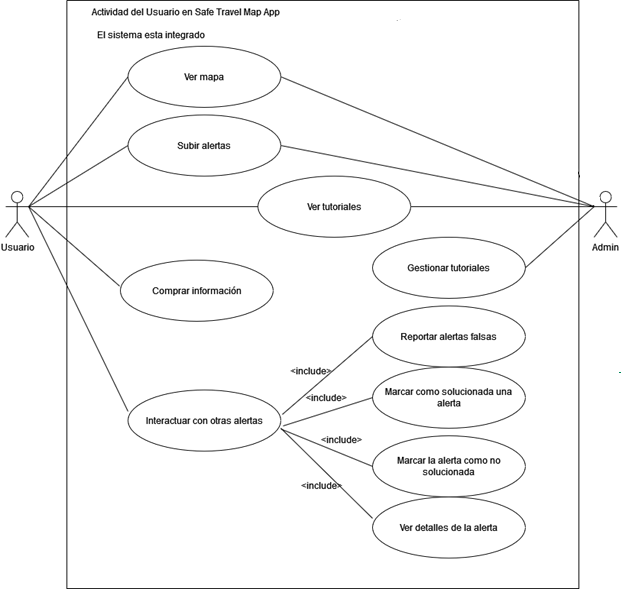 Actividad del Usuario en Safe Travel Map App
El sistema esta integrado
Ver mapa
Subir alertas
Ver tutoriales
Usuario
Admin
Gestionar tutoriales
Comprar información
Reportar alertas falsas
<include>
<include>
Marcar como solucionada una
alerta
Interactuar con otras alertas
<include>
Marcar la alerta como no
solucionada
<include>
Ver detalles de la alerta